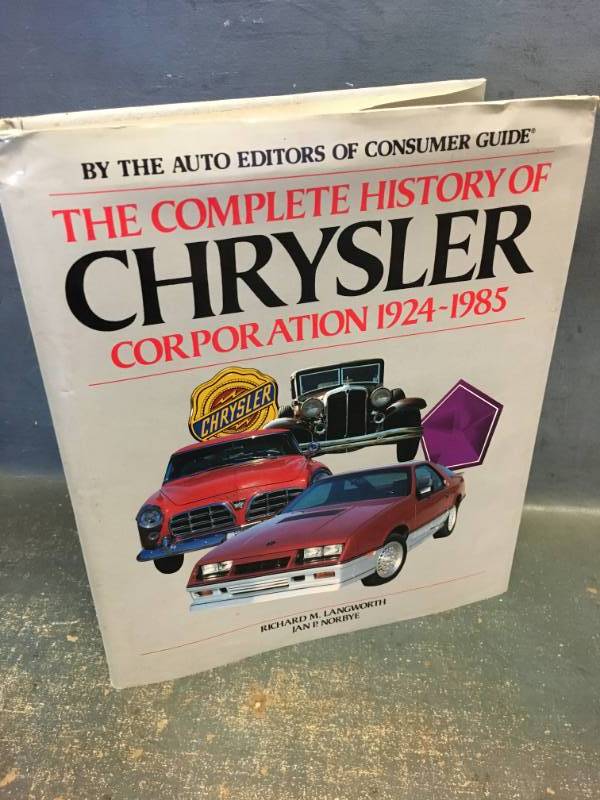 BY THE AUTO EDITORS OF CONSUMER GUIDE®
THE COMPLETE HISTORY OF
CHRYSLER
CORPORATION 1924-1985
CHRYSLER
RICHARD M. LANGWORTH
JAN P. NORBYE